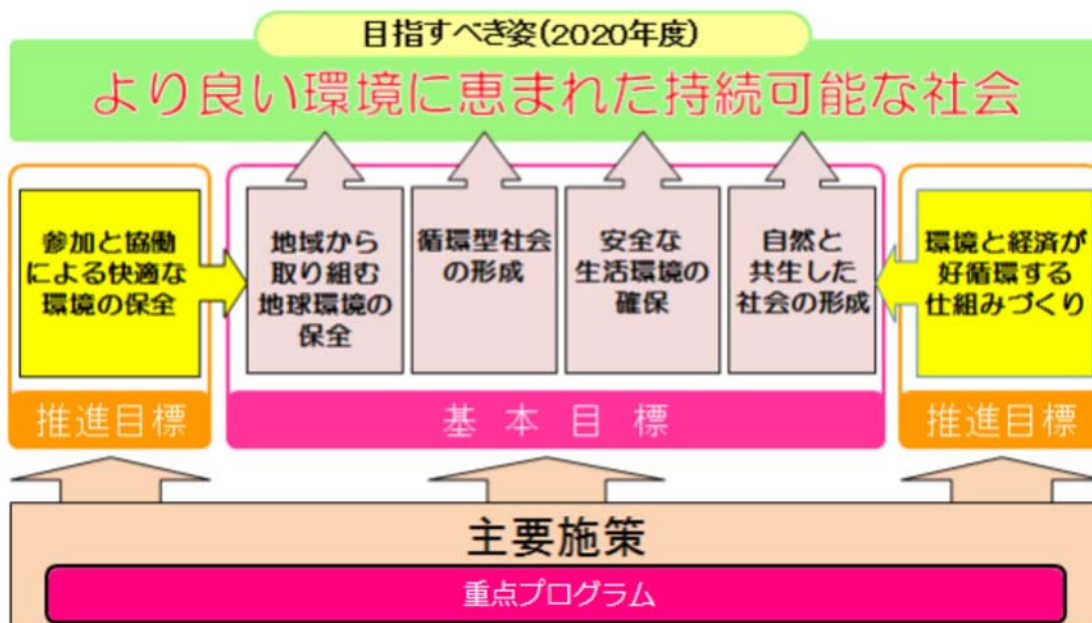 目指すべき姿(2020年度)
より良い環境に恵まれた持続可能な社会
参加と協働
による快適な
環境の保全
地域から
取り組む
地球環境の
保全
循環型社会
の形成
安全な
生活環境の
確保
自然と
共生した
社会の形成
環境と経済が
好循環する
仕組みづくり
推進目標
基本目標
推進目標
主要施策
重点プログラム